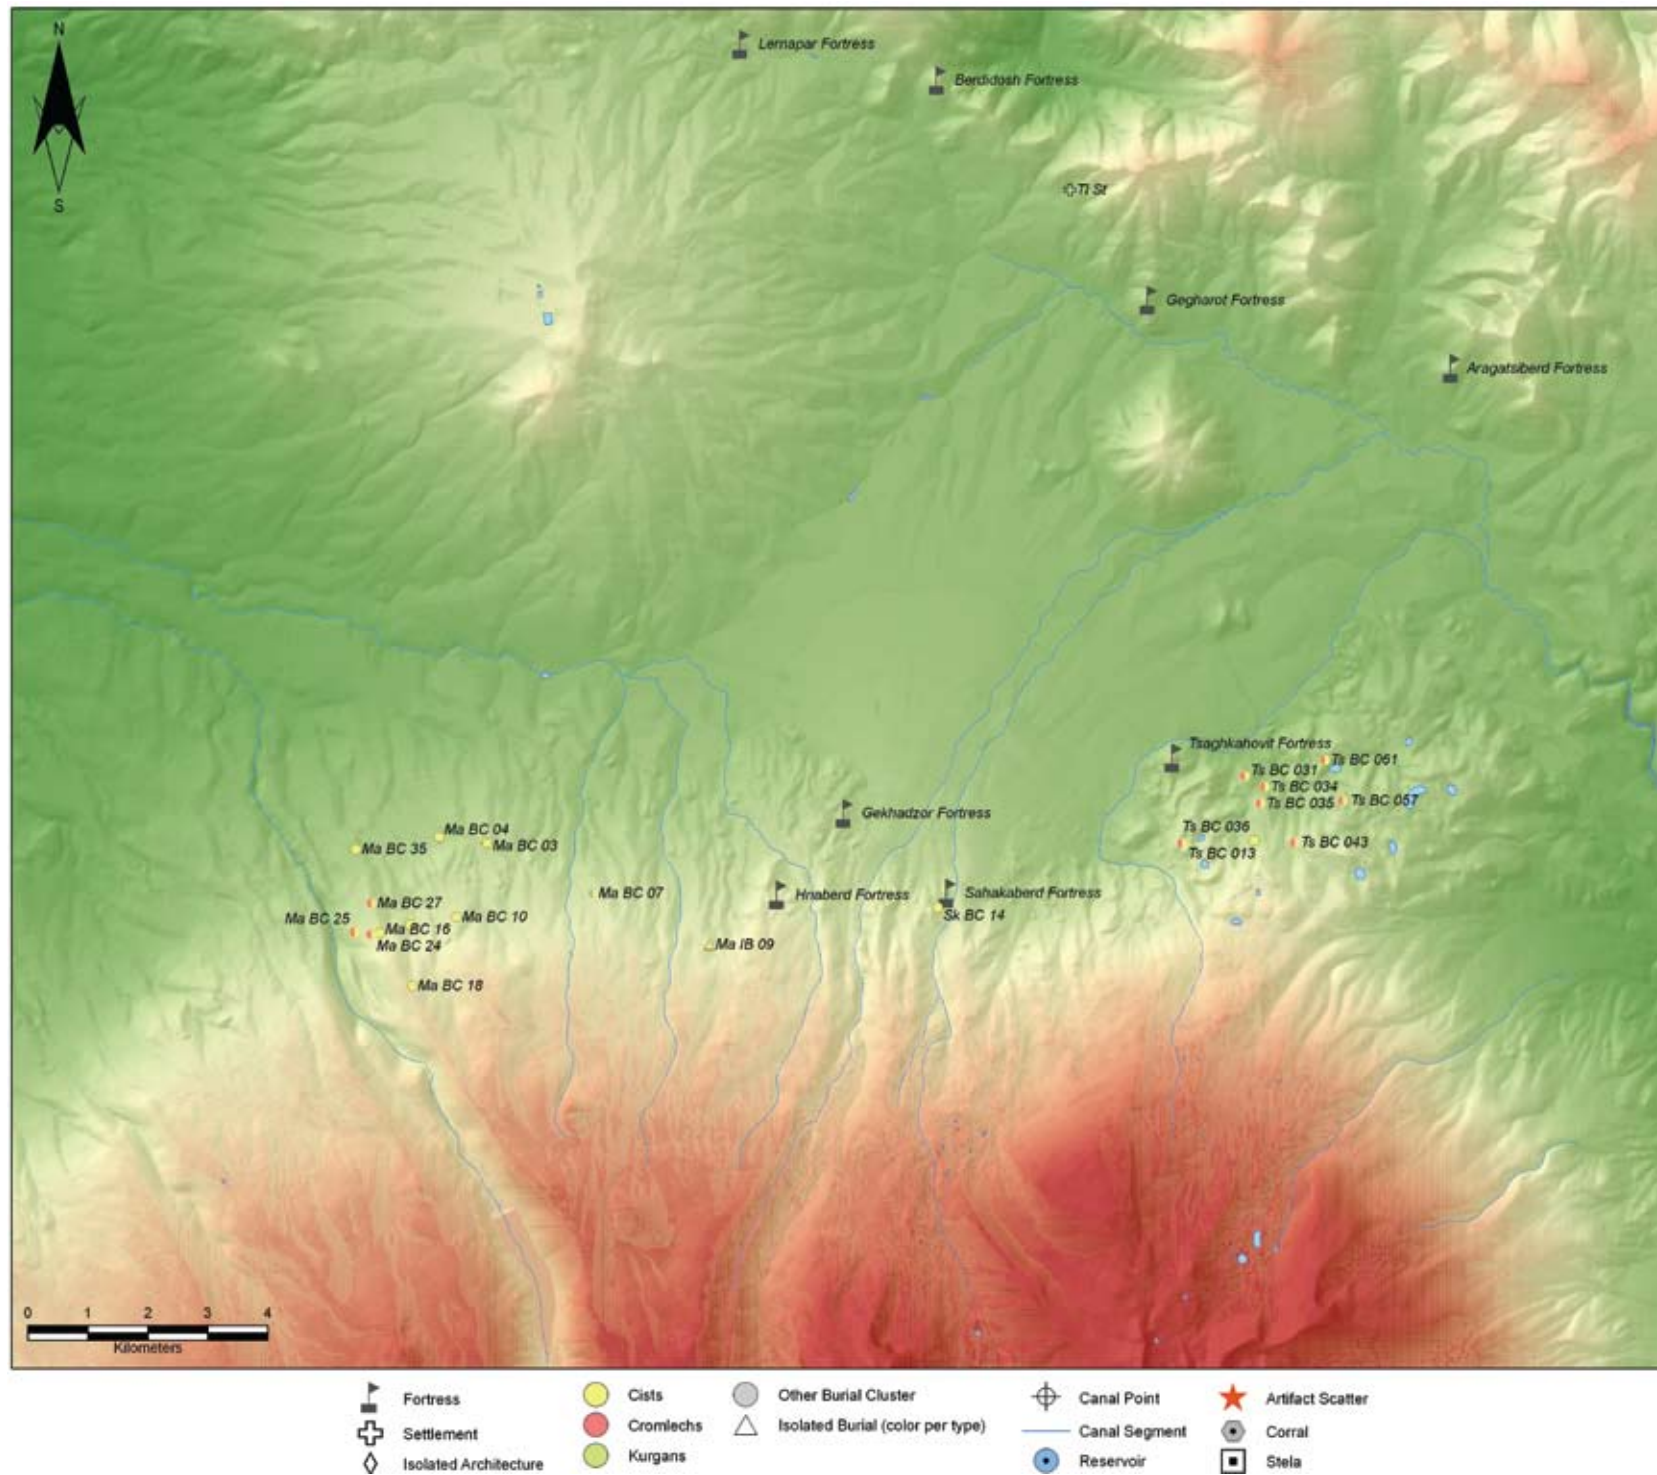 N
S
Lernapar Fortress
Berdidosh Fortress
Tl St
Gegharot Fortress
Aragatsiberd Fortress
Tsaghkahovit Fortress
Ts BC 061
Ts BC 031
Ts BC 034
Ts BC 035
Ts BC 057
Ts BC 036
Ts BC 043
Ts BC 013
Gekhadzor Fortress
Ma BC 04
Ma BC 03
Ma BC 35
Ma BC 07
Hnaberd Fortress
Sahakaberd Fortress
Sk BC 14
Ma BC 27
Ma BC 25
Ma BC 10
Ma BC 16
Ma BC 24
Ma IB 09
Ma BC 18
0 1 2 3 4
Kilometers
Fortress
Settlement
Isolated Architecture
Cists
Cromlechs
Kurgans
Other Burial Cluster
Isolated Burial (color per type)
Canal Point
Canal Segment
Reservoir
Artifact Scatter
Corral
Stela